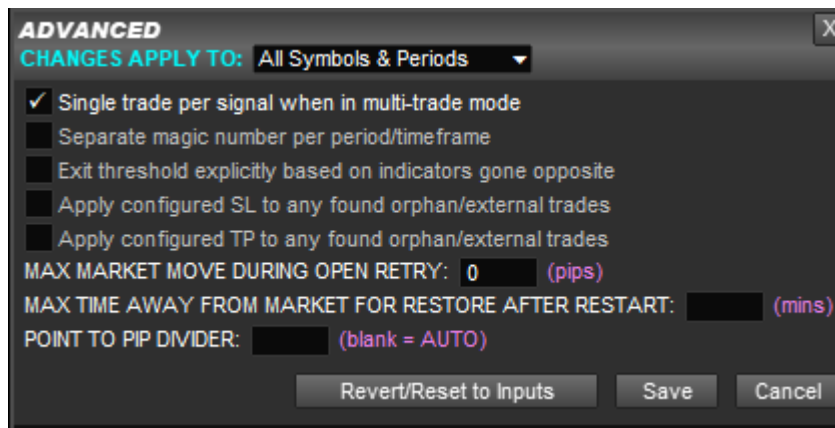 ADVANCED
X
CHANGES APPLY TO: All Symbols & Periods
Single trade per signal when in multi-trade mode
Separate magic number per period/timeframe
Exit threshold explicitly based on indicators gone opposite
Apply configured SL to any found orphan/external trades
Apply configured TP to any found orphan/external trades
MAX MARKET MOVE DURING OPEN RETRY: 0 (pips)
MAX TIME AWAY FROM MARKET FOR RESTORE AFTER RESTART: (mins)
POINT TO PIP DIVIDER: (blank = AUTO)
Revert/Reset to Inputs Save Cancel